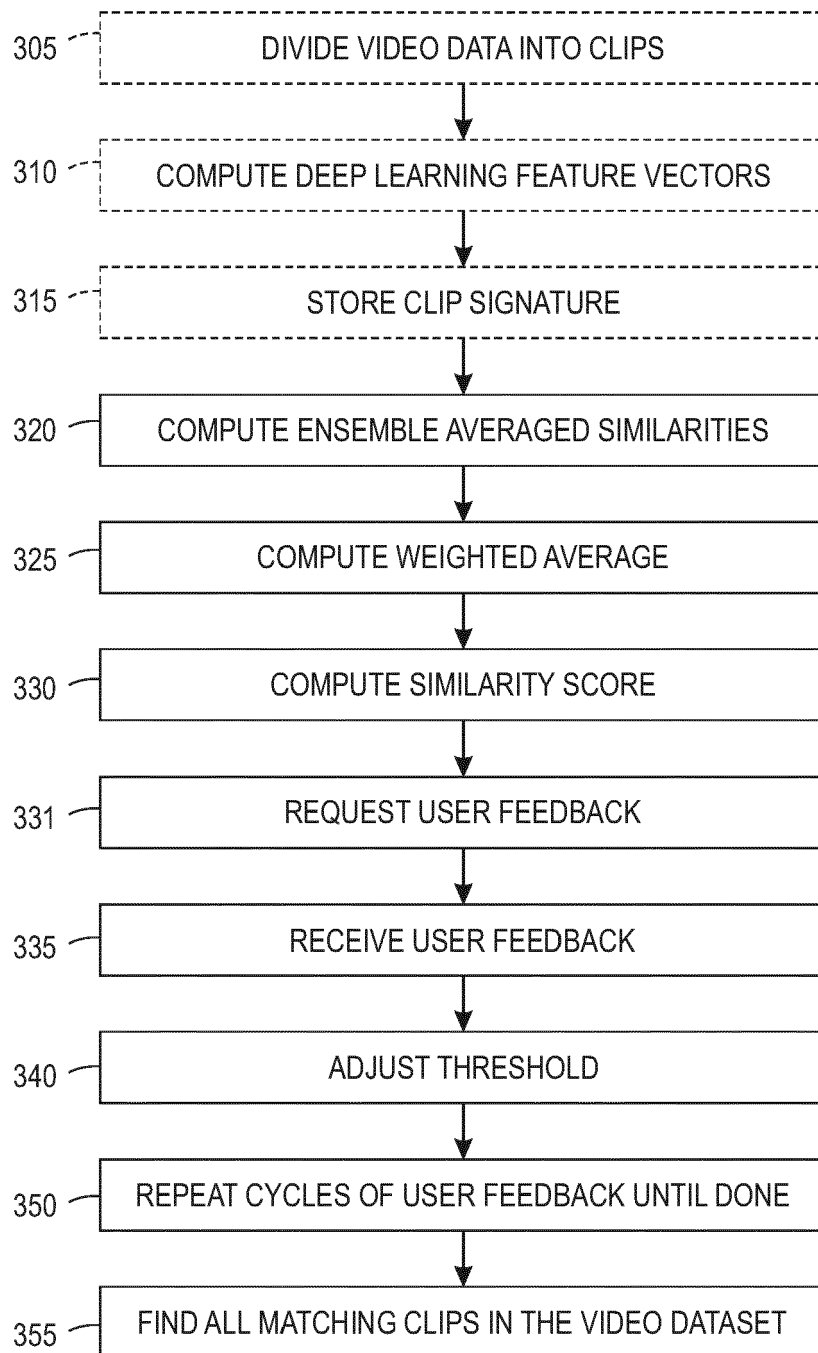 305 DIVIDE VIDEO DATA INTO CLIPS
310 COMPUTE DEEP LEARNING FEATURE VECTORS
315 STORE CLIP SIGNATURE
320 COMPUTE ENSEMBLE AVERAGED SIMILARITIES
325 COMPUTE WEIGHTED AVERAGE
330 COMPUTE SIMILARITY SCORE
331 REQUEST USER FEEDBACK
335 RECEIVE USER FEEDBACK
340 ADJUST THRESHOLD
350 REPEAT CYCLES OF USER FEEDBACK UNTIL DONE
355 FIND ALL MATCHING CLIPS IN THE VIDEO DATASET